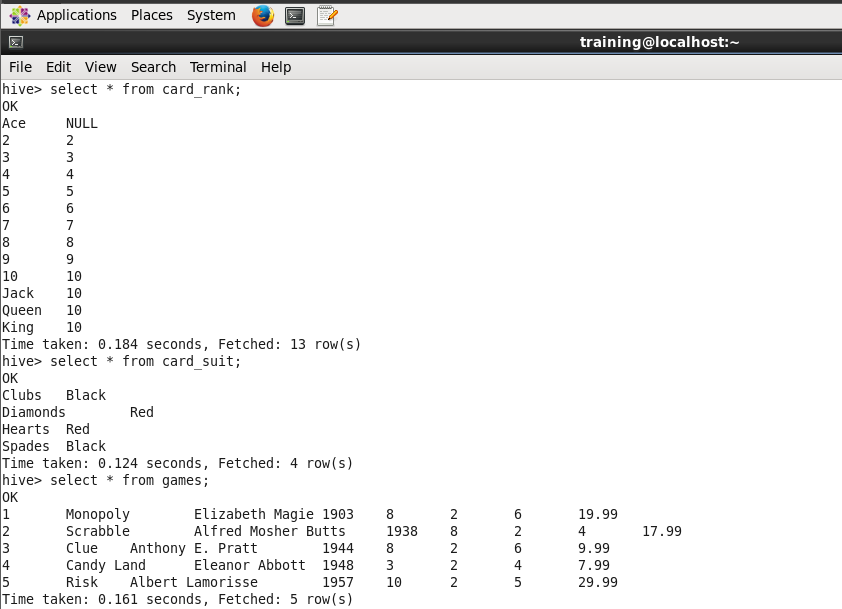 Applications Places System
training@localhost:~
File Edit View Search Terminal Help
hive> select * from card_rank;
OK
Ace NULL
2 2
3 3
4 4
5 5
6 6
7 7
8 8
9 9
10 10
Jack 10
Queen 10
King 10
Time taken: 0.184 seconds, Fetched: 13 row(s)
hive> select * from card_suit;
OK
Clubs Black
Diamonds Red
Hearts Red
Spades Black
Time taken: 0.124 seconds, Fetched: 4 row(s)
hive> select * from games;
OK
1 Monopoly Elizabeth Magie 1903 8 2 6 19.99
2 Scrabble Alfred Mosher Butts 1938 8 2 4 17.99
3 Clue Anthony E. Pratt 1944 8 2 6 9.99
4 Candy Land Eleanor Abbott 1948 3 2 4 7.99
5 Risk Albert Lamorisse 1957 10 2 5 29.99
Time taken: 0.161 seconds, Fetched: 5 row(s)